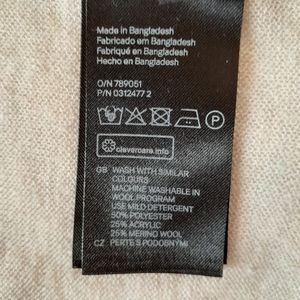 Made in Bangladesh
Fabricado em Bangladesh
Fabriqué en Bangladesh
Hecho en Bangladesh
O/N 789051
P/N 0312477 2
P
clevercare.info
GB WASH WITH SIMILAR
COLOURS
MACHINE WASHABLE IN
WOOL PROGRAM
USE MILD DETERGENT
50% POLYESTER
25% ACRYLIC
25% MERINO WOOL
CZ PERTE S PODOBNÝMI